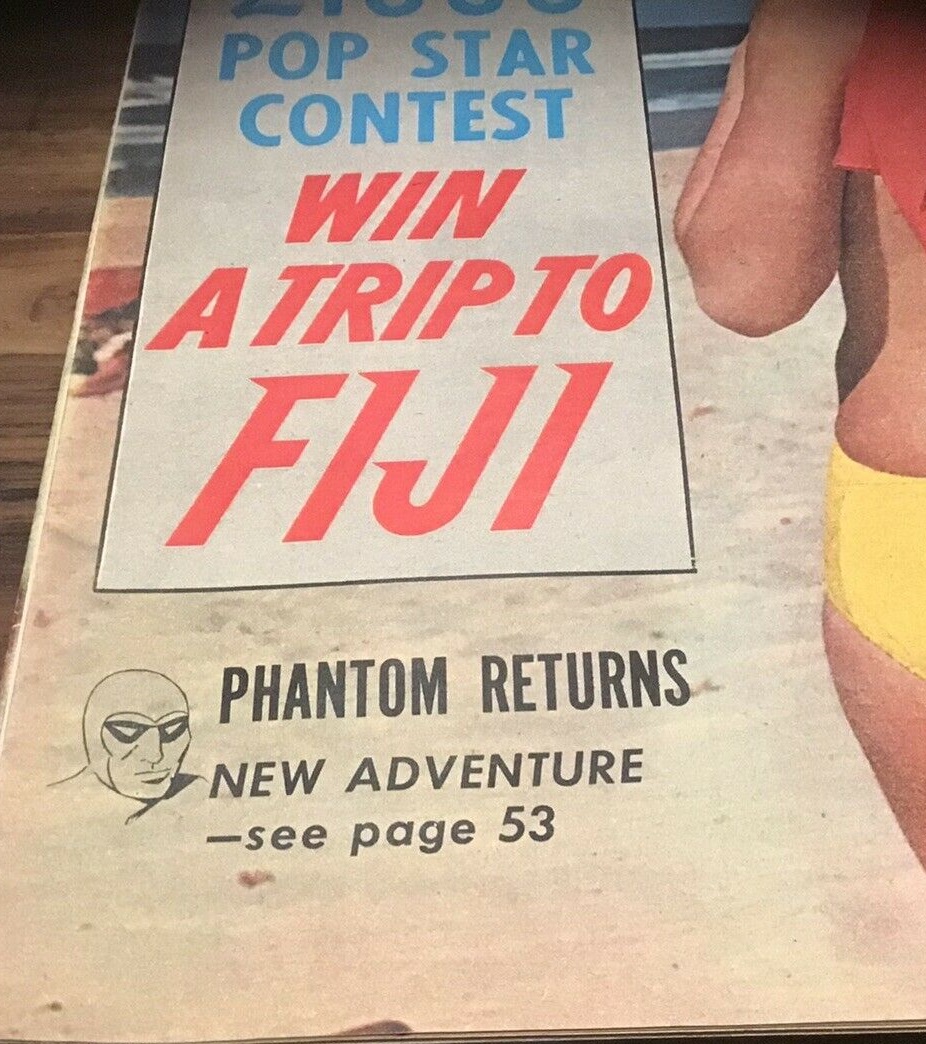 POP STAR
CONTEST
WIN
A TRIP TO
FIJI
PHANTOM RETURNS
NEW ADVENTURE
—see page 53